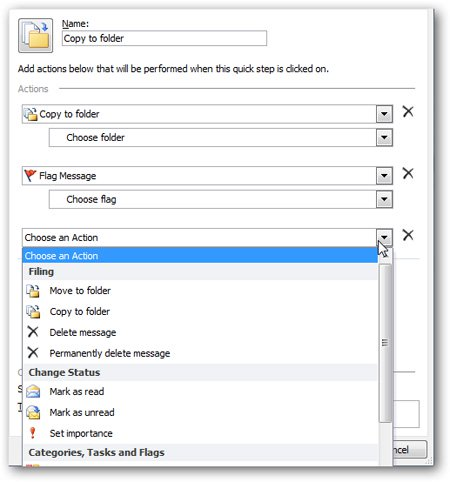 Name:
Copy to folder
Add actions below that will be performed when this quick step is clicked on.
Actions
Copy to folder
Choose folder
Flag Message
Choose flag
Choose an Action
Choose an Action
Filing
Move to folder
Copy to folder
Delete message
Permanently delete message
Change Status
Mark as read
Mark as unread
Set importance
Categories, Tasks and Flags